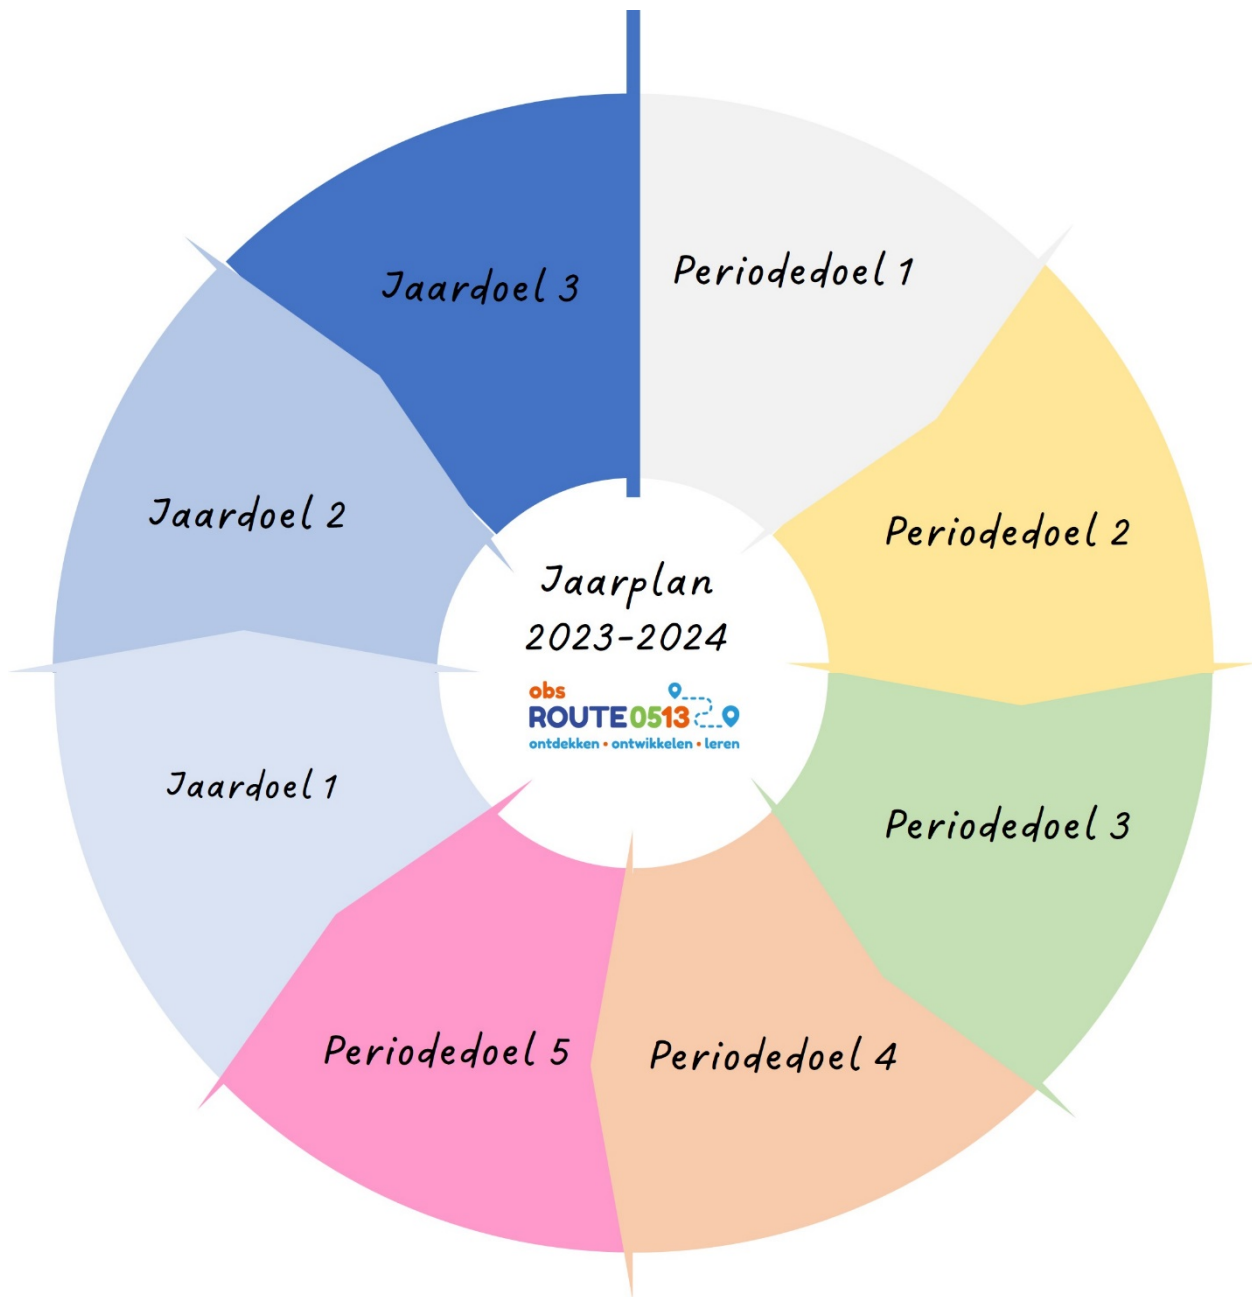 Jaardoel 3
Periodedoel 1
Jaardoel 2
Periodedoel 2
Jaarplan
2023-2024
obs
ROUTE0513
ontdekken • ontwikkelen • leren
Jaardoel 1
Periodedoel 3
Periodedoel 5
Periodedoel 4